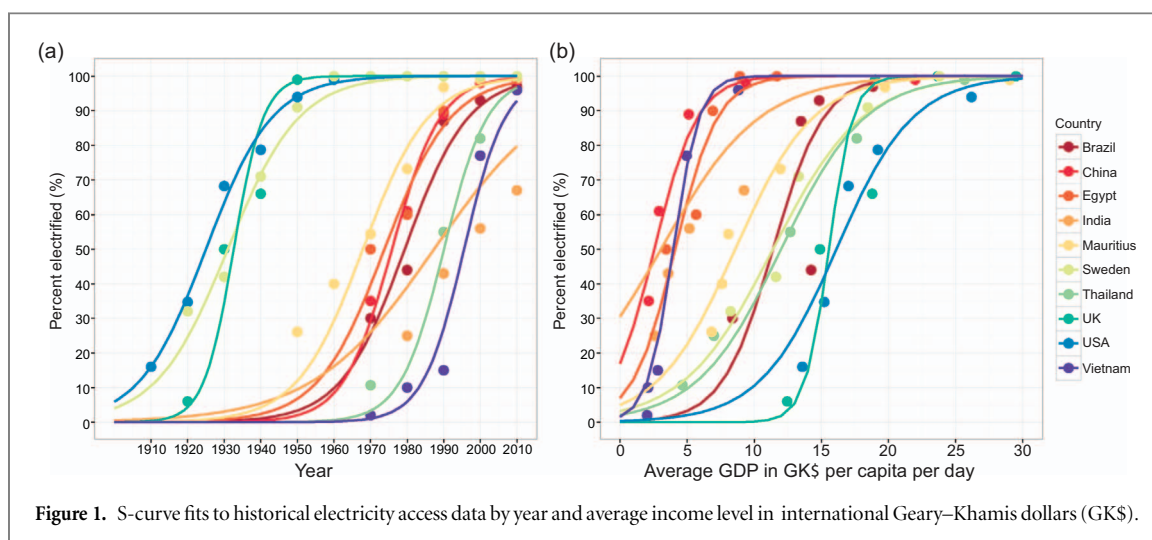 (a)
(b)
Percent electrified (%)
100
90
80
70
60
50
40
30
20
10
0
1910 1920 1930 1940 1950 1960 1970 1980 1990 2000 2010
Year
Percent electrified (%)
100
90
80
70
60
50
40
30
20
10
0
0 5 10 15 20 25 30
Average GDP in GK$ per capita per day
Country
Brazil
China
Egypt
India
Mauritius
Sweden
Thailand
UK
USA
Vietnam
Figure 1. S-curve fits to historical electricity access data by year and average income level in international Geary–Khamis dollars (GK$).